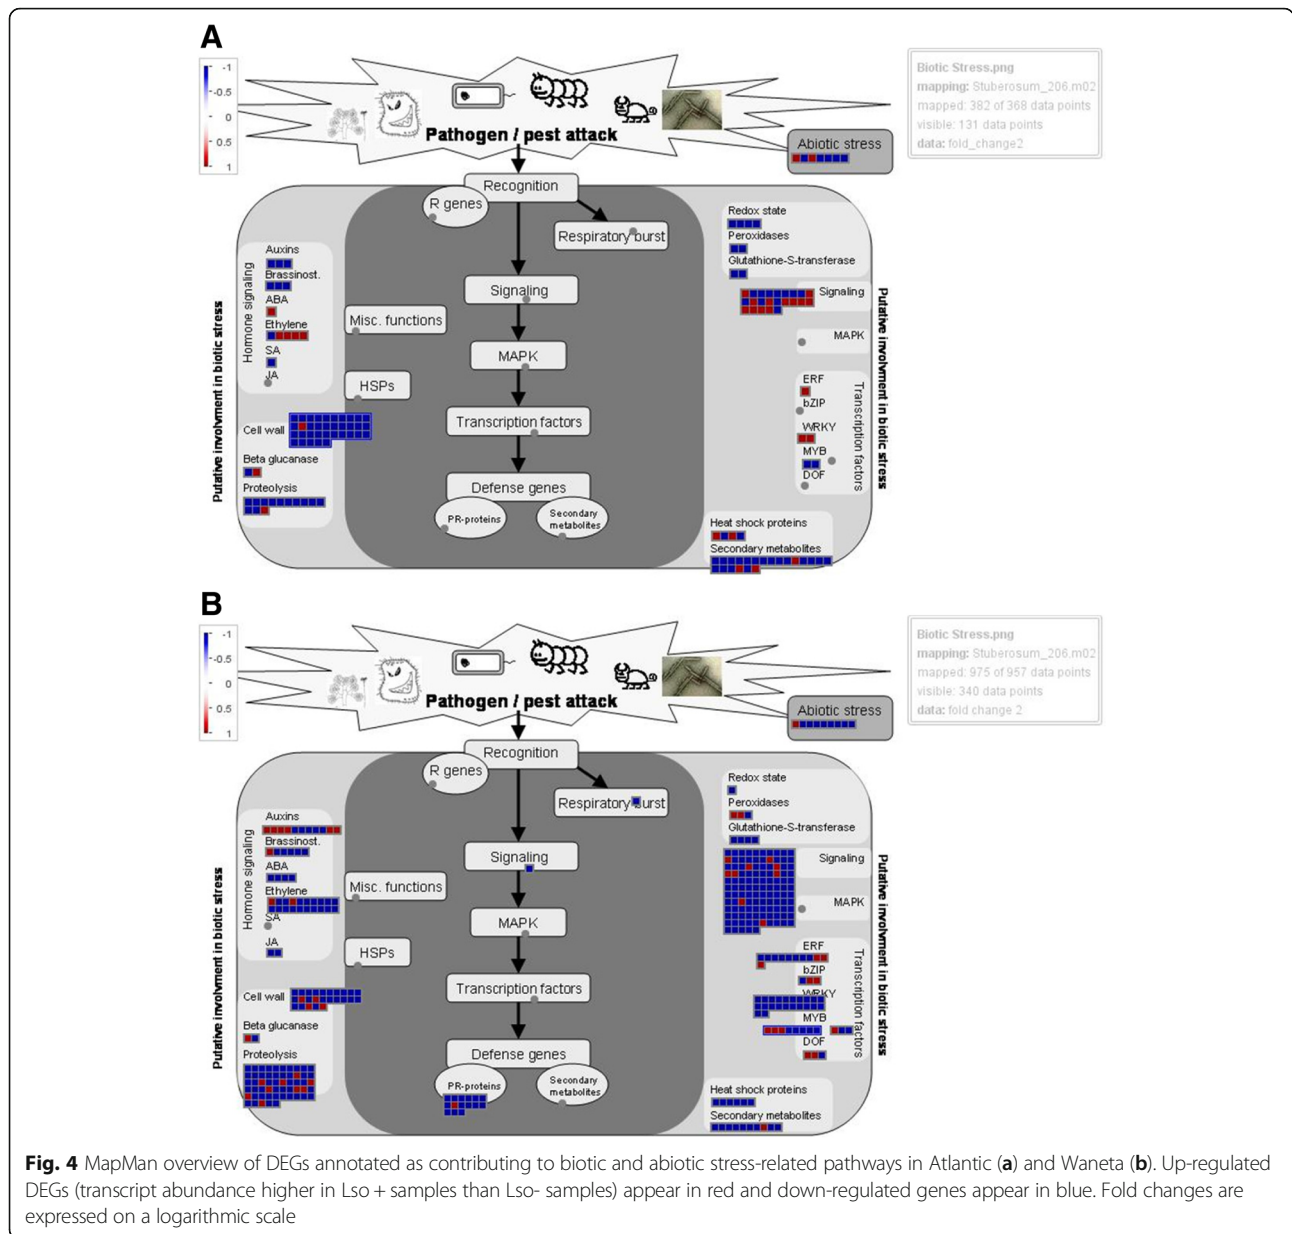 A
-1
-0.5
0
0.5
1
Pathogen / pest attack
Biotic Stress.png
mapping: Stuberosum_206.m02
mapped: 382 of 368 data points
visible: 131 data points
data: fold_change2
Abiotic stress
Recognition
R genes
Respiratory burst
Signaling
Misc. functions
MAPK
HSPs
Transcription factors
Defense genes
PR-proteins
Secondary
metabolites
Putative involvment in biotic stress
Hormone signaling
Auxins
Brassinost.
ABA
Ethylene
SA
JA
Cell wall
Beta glucanase
Proteolysis
Redox state
Peroxidases
Glutathione-S-transferase
Signaling
MAPK
ERF
bZIP
WRKY
MYB
DOF
Transcription factors
Putative involvment in biotic stress
Heat shock proteins
Secondary metabolites
B
-1
-0.5
0
0.5
1
Pathogen / pest attack
Biotic Stress.png
mapping: Stuberosum_206.m02
mapped: 975 of 957 data points
visible: 340 data points
data: fold change 2
Abiotic stress
Recognition
R genes
Respiratory burst
Signaling
Misc. functions
MAPK
HSPs
Transcription factors
Defense genes
PR-proteins
Secondary
metabolites
Putative involvment in biotic stress
Hormone signaling
Auxins
Brassinost.
ABA
Ethylene
SA
JA
Cell wall
Beta glucanase
Proteolysis
Redox state
Peroxidases
Glutathione-S-transferase
Signaling
MAPK
ERF
bZIP
WRKY
MYB
DOF
Transcription factors
Putative involvment in biotic stress
Heat shock proteins
Secondary metabolites
Fig. 4 MapMan overview of DEGs annotated as contributing to biotic and abiotic stress-related pathways in Atlantic (a) and Waneta (b). Up-regulated
DEGs (transcript abundance higher in Lso + samples than Lso- samples) appear in red and down-regulated genes appear in blue. Fold changes are
expressed on a logarithmic scale